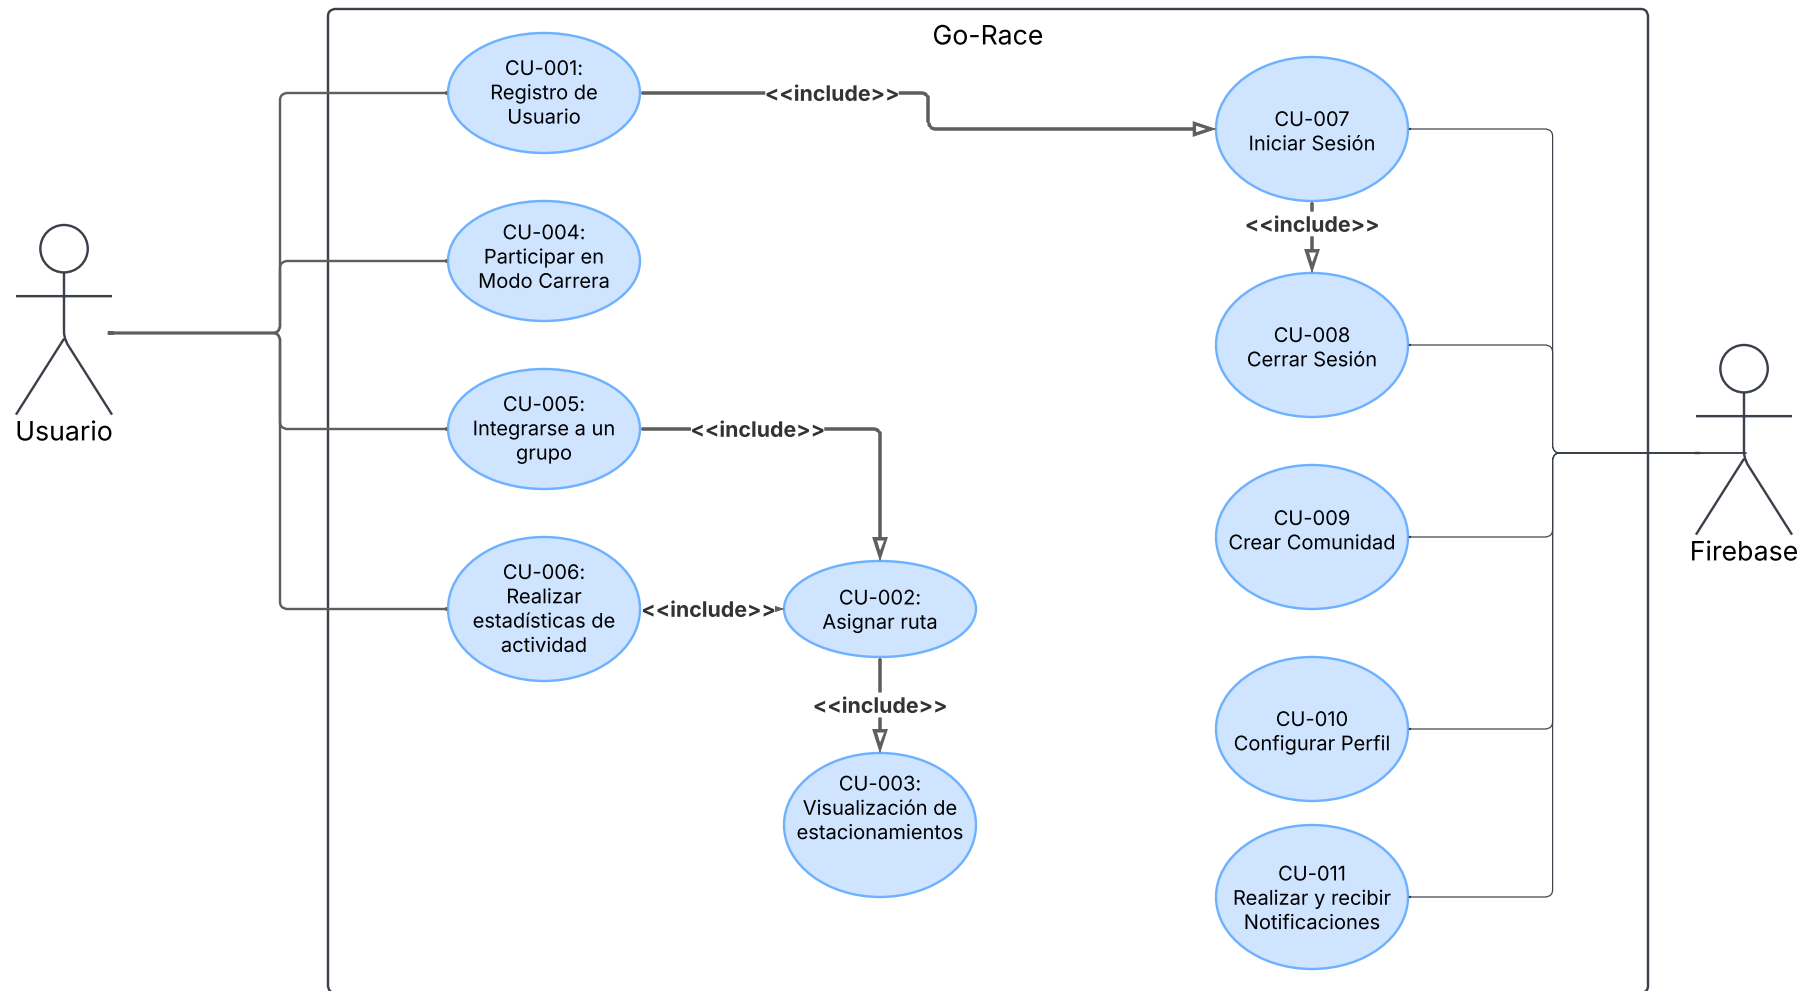 Go-Race
CU-001:
Registro de
Usuario
<<include>>
CU-007
Iniciar Sesión
<<include>>
CU-004:
Participar en
Modo Carrera
CU-008
Cerrar Sesión
Usuario
CU-005:
Integrarse a un
grupo
<<include>>
CU-009
Crear Comunidad
Firebase
CU-006:
Realizar
estadísticas de
actividad
<<include>>
CU-002:
Asignar ruta
<<include>>
CU-010
Configurar Perfil
CU-003:
Visualización de
estacionamientos
CU-011
Realizar y recibir
Notificaciones